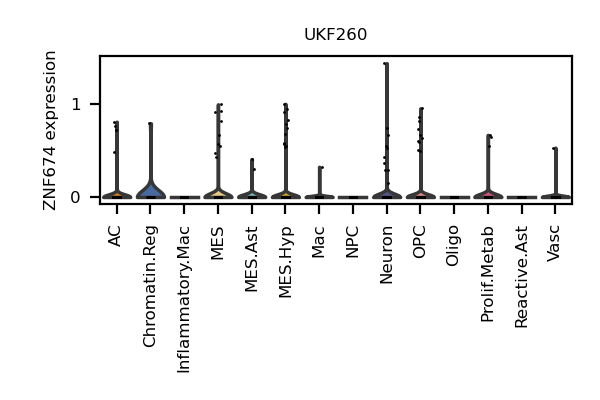 UKF260
ZNF674 expression
1
0
AC
Chromatin.Reg
Inflammatory.Mac
MES
MES.Ast
MES.Hyp
Mac
NPC
Neuron
OPC
Oligo
Prolif.Metab
Reactive.Ast
Vasc